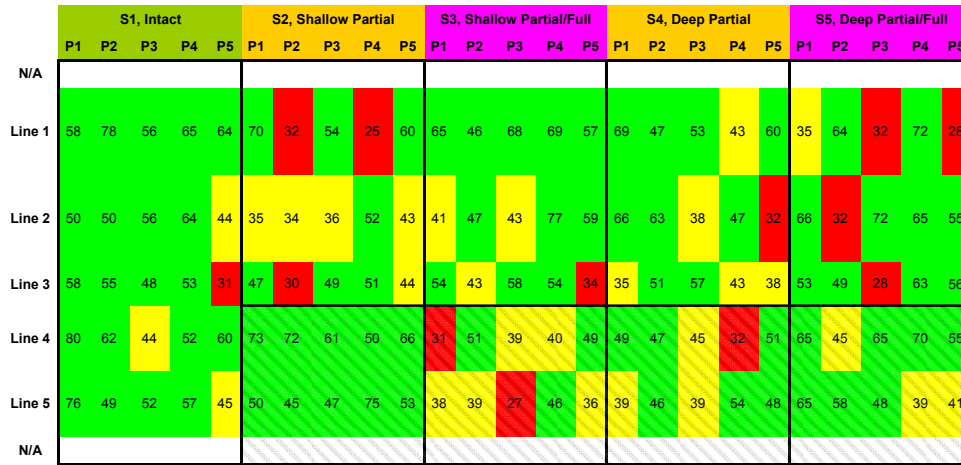 S1, Intact S2, Shallow Partial S3, Shallow Partial/Full S4, Deep Partial S5, Deep Partial/Full
P1 P2 P3 P4 P5 P1 P2 P3 P4 P5 P1 P2 P3 P4 P5 P1 P2 P3 P4 P5 P1 P2 P3 P4 P5
N/A
Line 1 58 78 56 65 64 70 32 54 25 60 65 46 68 69 57 69 47 53 43 60 35 64 32 72 28
Line 2 50 50 56 64 44 35 34 36 52 43 41 47 43 77 59 66 63 38 47 32 66 32 72 65 55
Line 3 58 55 48 53 31 47 30 49 51 44 54 43 58 54 34 35 51 57 43 38 53 49 28 63 56
Line 4 80 62 44 52 60 73 72 61 50 66 31 51 39 40 49 49 47 45 32 51 65 45 65 70 55
Line 5 76 49 52 57 45 50 45 47 75 53 38 39 27 46 36 39 46 39 54 48 65 58 48 39 41
N/A